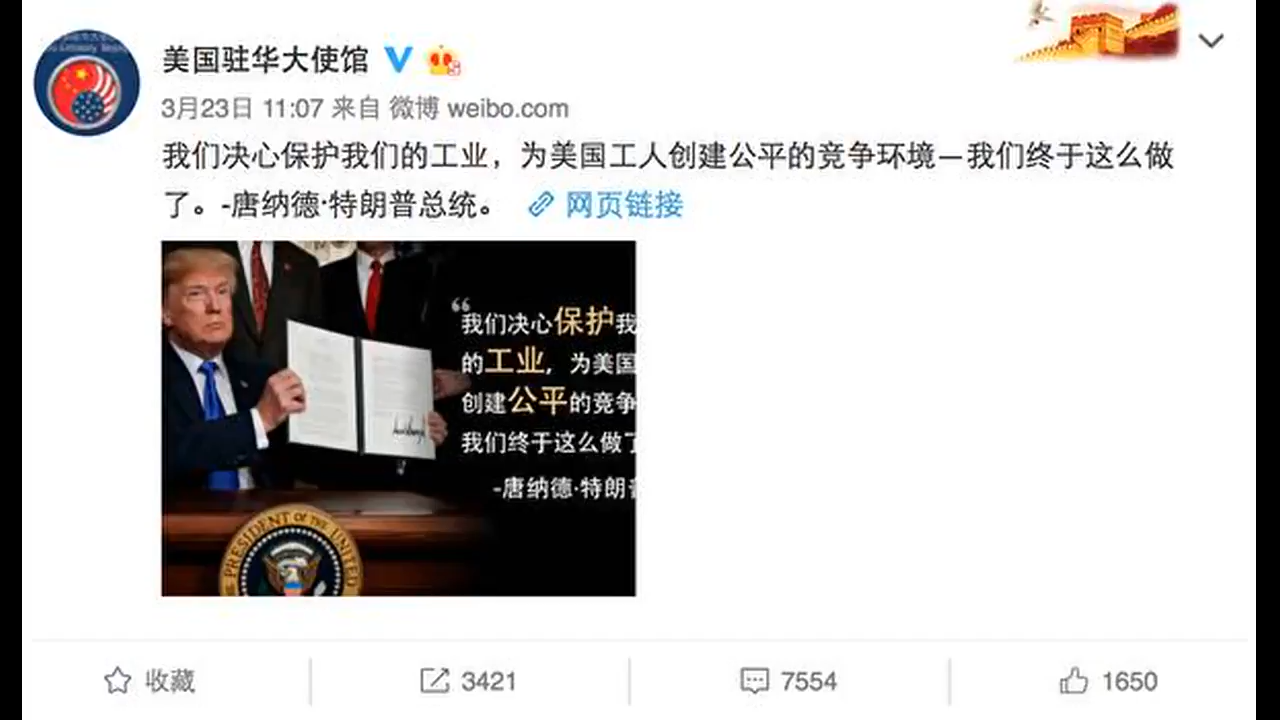 美国驻华大使馆
3月23日 11:07 来自 微博 weibo.com
我们决心保护我们的工业，为美国工人创建公平的竞争环境—我们终于这么做
了。-唐纳德·特朗普总统。 网页链接
“我们决心保护我
的工业，为美国
创建公平的竞争
我们终于这么做了
-唐纳德·特朗
PRESIDENT OF THE UNITED
收藏 3421 7554 1650